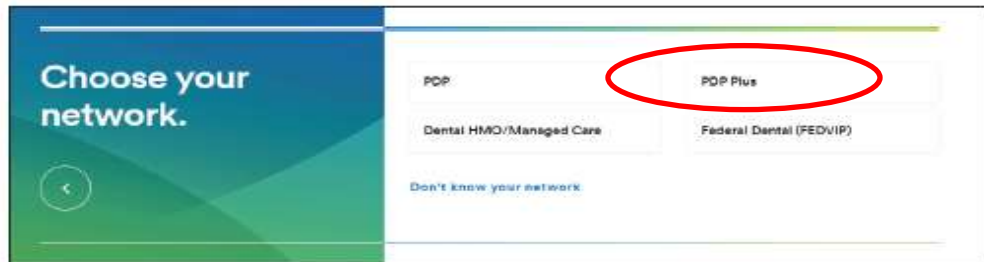 Choose your
network.
PDP
PDP Plus
Dental HMO/Managed Care
Federal Dental (FEDVIP)
Don't know your network